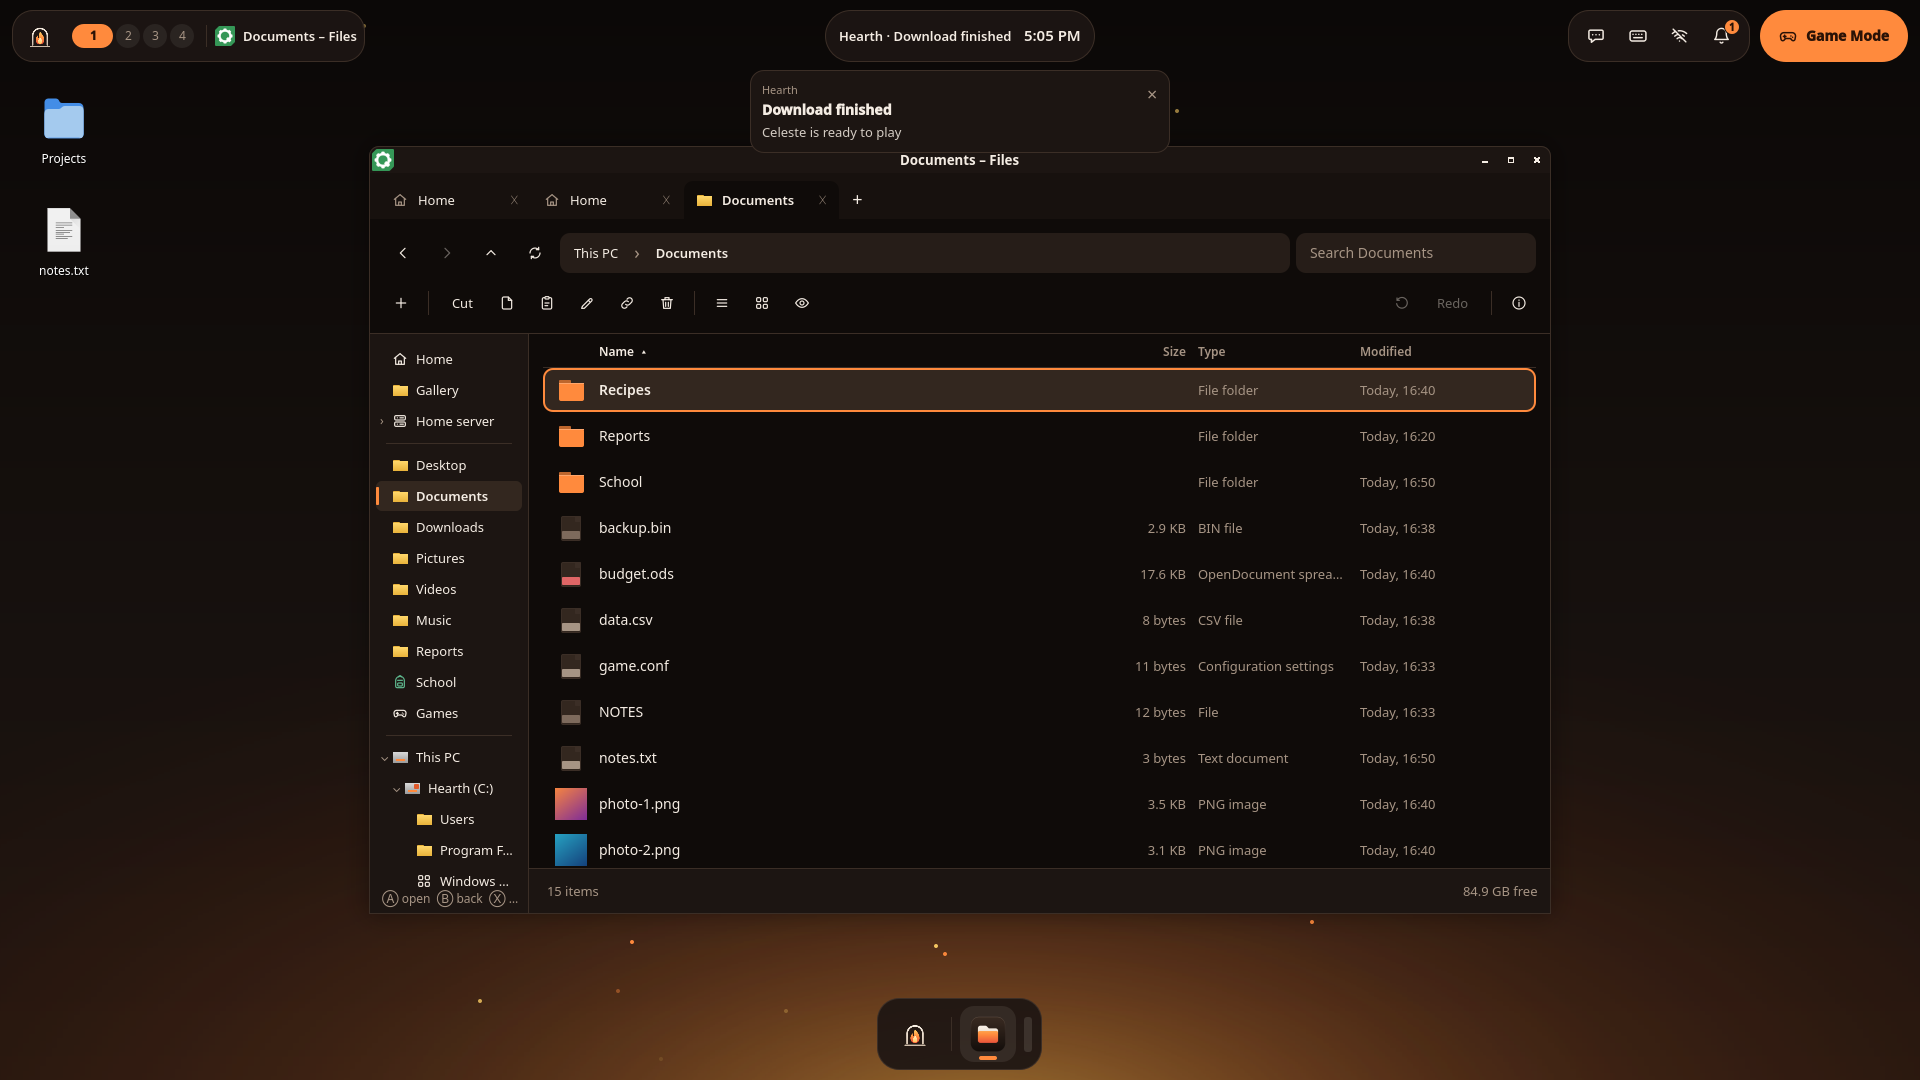 1 2 3 4 Documents – Files
Hearth · Download finished 5:05 PM
1
Game Mode
Projects
notes.txt
Hearth
Download finished
Celeste is ready to play
Documents – Files
Home X Home X Documents X +
This PC › Documents
Search Documents
Cut
Redo
Home
Gallery
Home server
Desktop
Documents
Downloads
Pictures
Videos
Music
Reports
School
Games
This PC
Hearth (C:)
Users
Program F...
Windows ...
A open B back X ...
Name Size Type Modified
Recipes File folder Today, 16:40
Reports File folder Today, 16:20
School File folder Today, 16:50
backup.bin 2.9 KB BIN file Today, 16:38
budget.ods 17.6 KB OpenDocument sprea... Today, 16:40
data.csv 8 bytes CSV file Today, 16:38
game.conf 11 bytes Configuration settings Today, 16:33
NOTES 12 bytes File Today, 16:33
notes.txt 3 bytes Text document Today, 16:50
photo-1.png 3.5 KB PNG image Today, 16:40
photo-2.png 3.1 KB PNG image Today, 16:40
15 items 84.9 GB free